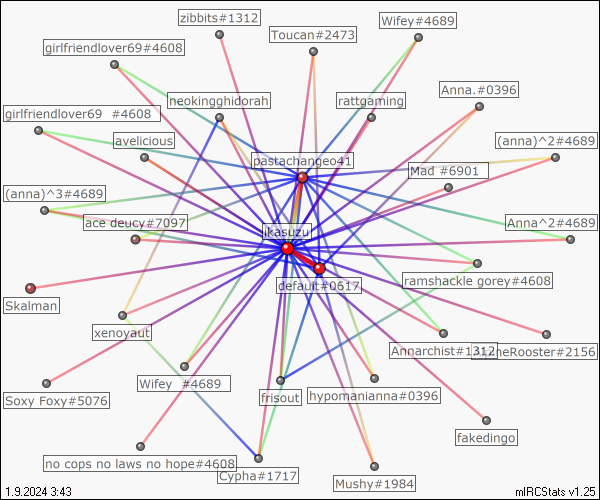 zibbits#1312
Wifey#4689
Toucan#2473
girlfriendlover69#4608
Anna.#0396
neokingghidorah
rattgaming
girlfriendlover69 #4608
avelicious
(anna)^2#4689
pastachangeo41
Mad #6901
(anna)^3#4689
ace deucy#7097
Anna^2#4689
ikasuzu
default#0617
ramshackle gorey#4608
Skalman
xenoyaut
Annarchist#1312
#2156
Wifey #4689
hypomanianna#0396
frisout
Soxy Foxy#5076
fakedingo
no cops no laws no hope#4608
Cypha#1717
Mushy#1984
1.9.2024 3:43
mIRCStats v1.25